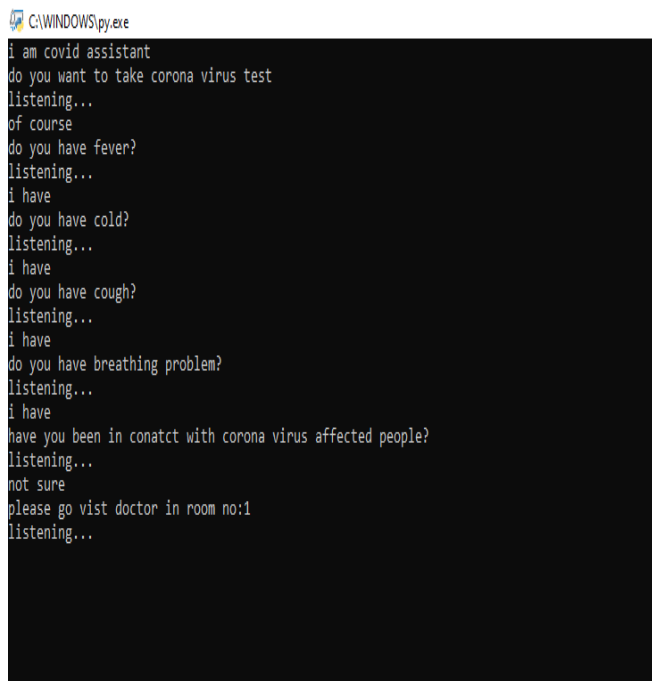 C:\WINDOWS\py.exe
i am covid assistant
do you want to take corona virus test
listening...
of course
do you have fever?
listening...
i have
do you have cold?
listening...
i have
do you have cough?
listening...
i have
do you have breathing problem?
listening...
i have
have you been in conatct with corona virus affected people?
listening...
not sure
please go vist doctor in room no:1
listening...